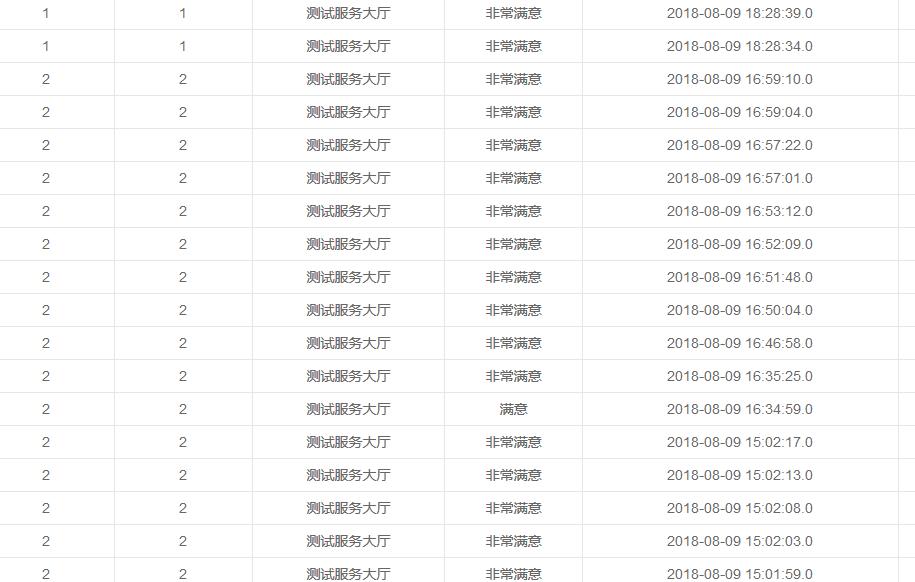 1 1 测试服务大厅 非常满意 2018-08-09 18:28:39.0
1 1 测试服务大厅 非常满意 2018-08-09 18:28:34.0
2 2 测试服务大厅 非常满意 2018-08-09 16:59:10.0
2 2 测试服务大厅 非常满意 2018-08-09 16:59:04.0
2 2 测试服务大厅 非常满意 2018-08-09 16:57:22.0
2 2 测试服务大厅 非常满意 2018-08-09 16:57:01.0
2 2 测试服务大厅 非常满意 2018-08-09 16:53:12.0
2 2 测试服务大厅 非常满意 2018-08-09 16:52:09.0
2 2 测试服务大厅 非常满意 2018-08-09 16:51:48.0
2 2 测试服务大厅 非常满意 2018-08-09 16:50:04.0
2 2 测试服务大厅 非常满意 2018-08-09 16:46:58.0
2 2 测试服务大厅 非常满意 2018-08-09 16:35:25.0
2 2 测试服务大厅 满意 2018-08-09 16:34:59.0
2 2 测试服务大厅 非常满意 2018-08-09 15:02:17.0
2 2 测试服务大厅 非常满意 2018-08-09 15:02:13.0
2 2 测试服务大厅 非常满意 2018-08-09 15:02:08.0
2 2 测试服务大厅 非常满意 2018-08-09 15:02:03.0
2 2 测试服务大厅 非常满意 2018-08-09 15:01:59.0